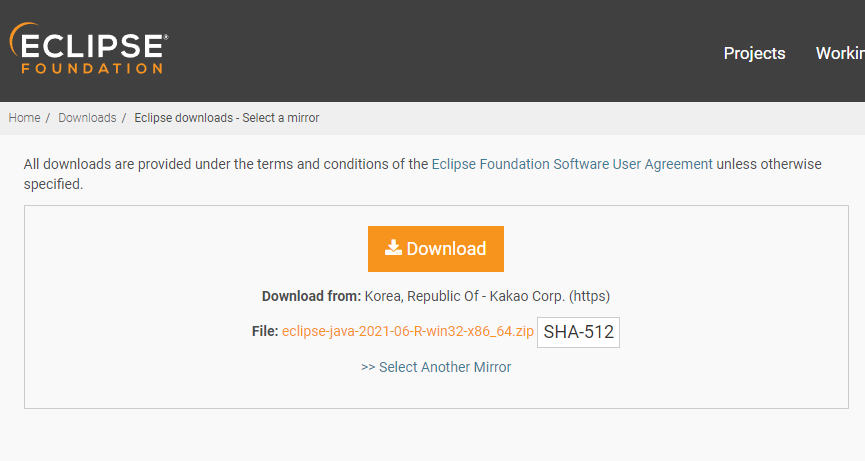 ECLIPSE®
FOUNDATION
Projects Workin
Home / Downloads / Eclipse downloads - Select a mirror
All downloads are provided under the terms and conditions of the Eclipse Foundation Software User Agreement unless otherwise
specified.
Download
Download from: Korea, Republic Of - Kakao Corp. (https)
File: eclipse-java-2021-06-R-win32-x86_64.zip SHA-512
>> Select Another Mirror